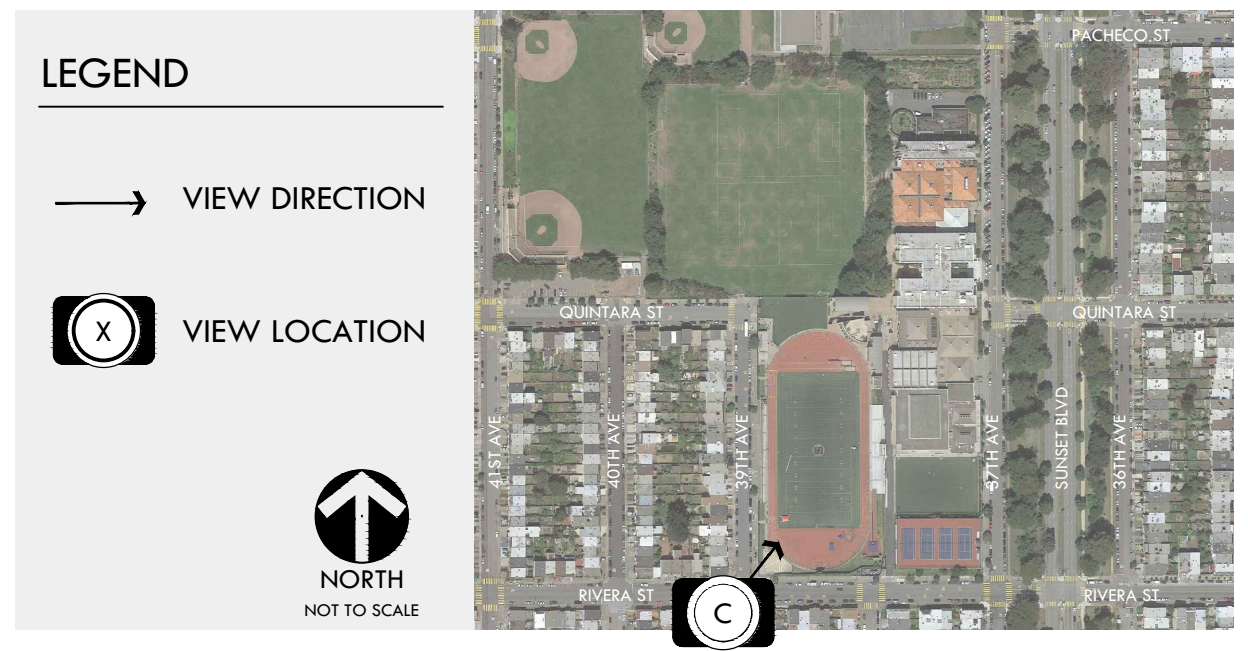 LEGEND
VIEW DIRECTION
X
VIEW LOCATION
NORTH
NOT TO SCALE
PACHECO.ST
QUINTARA ST
QUINTARA ST
41ST AVE
40TH AVE
39TH AVE
37TH AVE
SUNSET BLVD
36TH AVE
RIVERA ST
RIVERA ST.
C